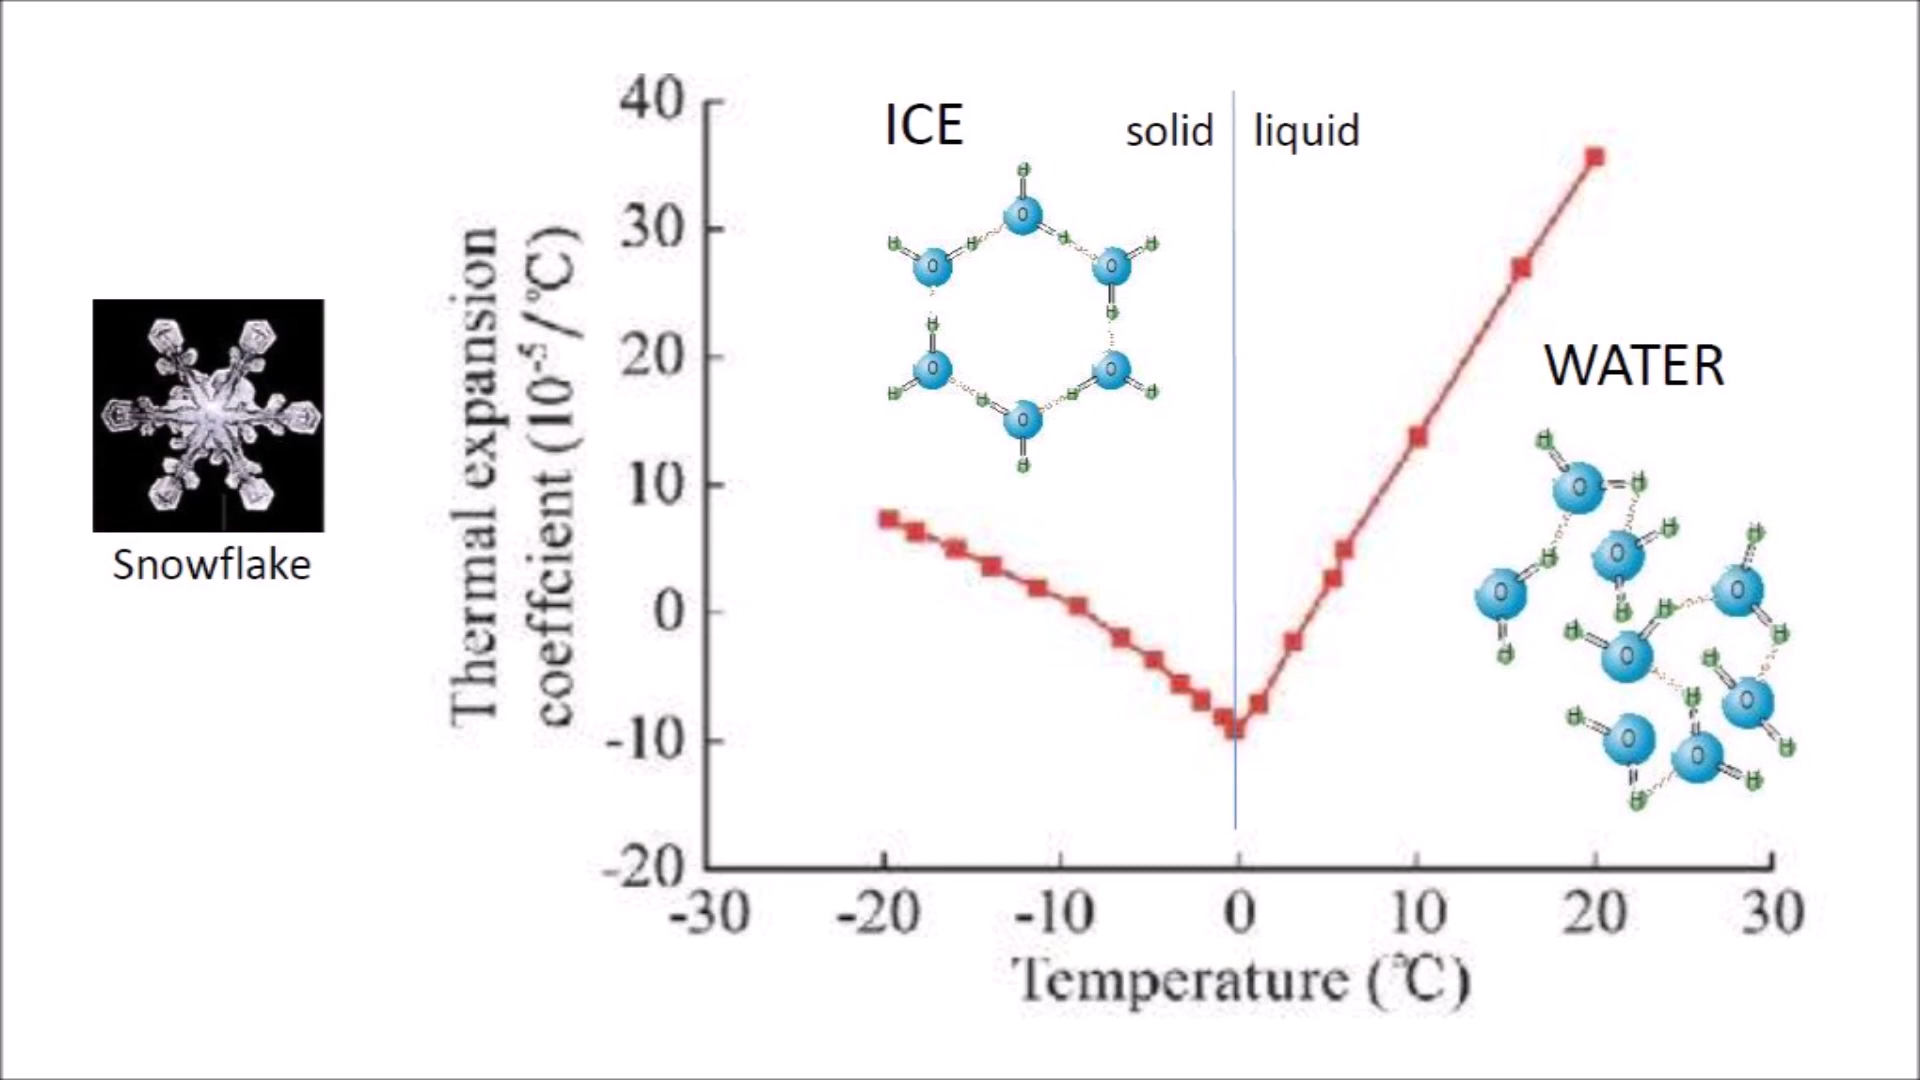 40
30
20
10
0
-10
-20
-30
-20
-10
0
10
20
30
Thermal expansion
coeffcient (10⁻⁵/℃)
Temperature (℃)
ICE
solid
liquid
WATER
Snowflake
H
O
H
H
O
H
H
O
H
H
O
H
H
O
H
H
O
H
H
O
H
H
O
H
H
O
H
H
O
H
H
O
H
H
O
H
H
O
H
H
O
H